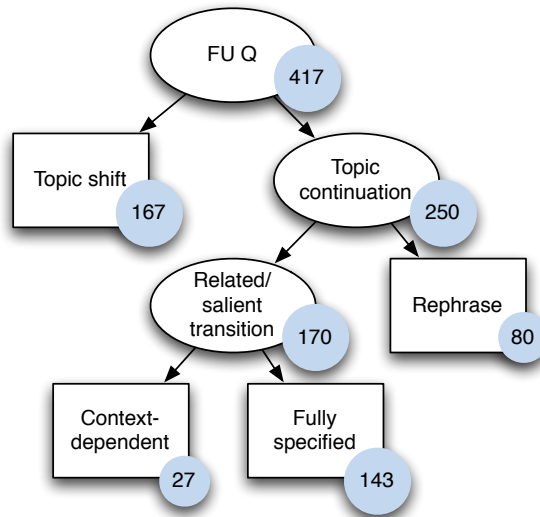 FU Q
417
Topic shift
167
Topic
continuation
250
Related/
salient
transition
170
Rephrase
80
Context-
dependent
27
Fully
specified
143